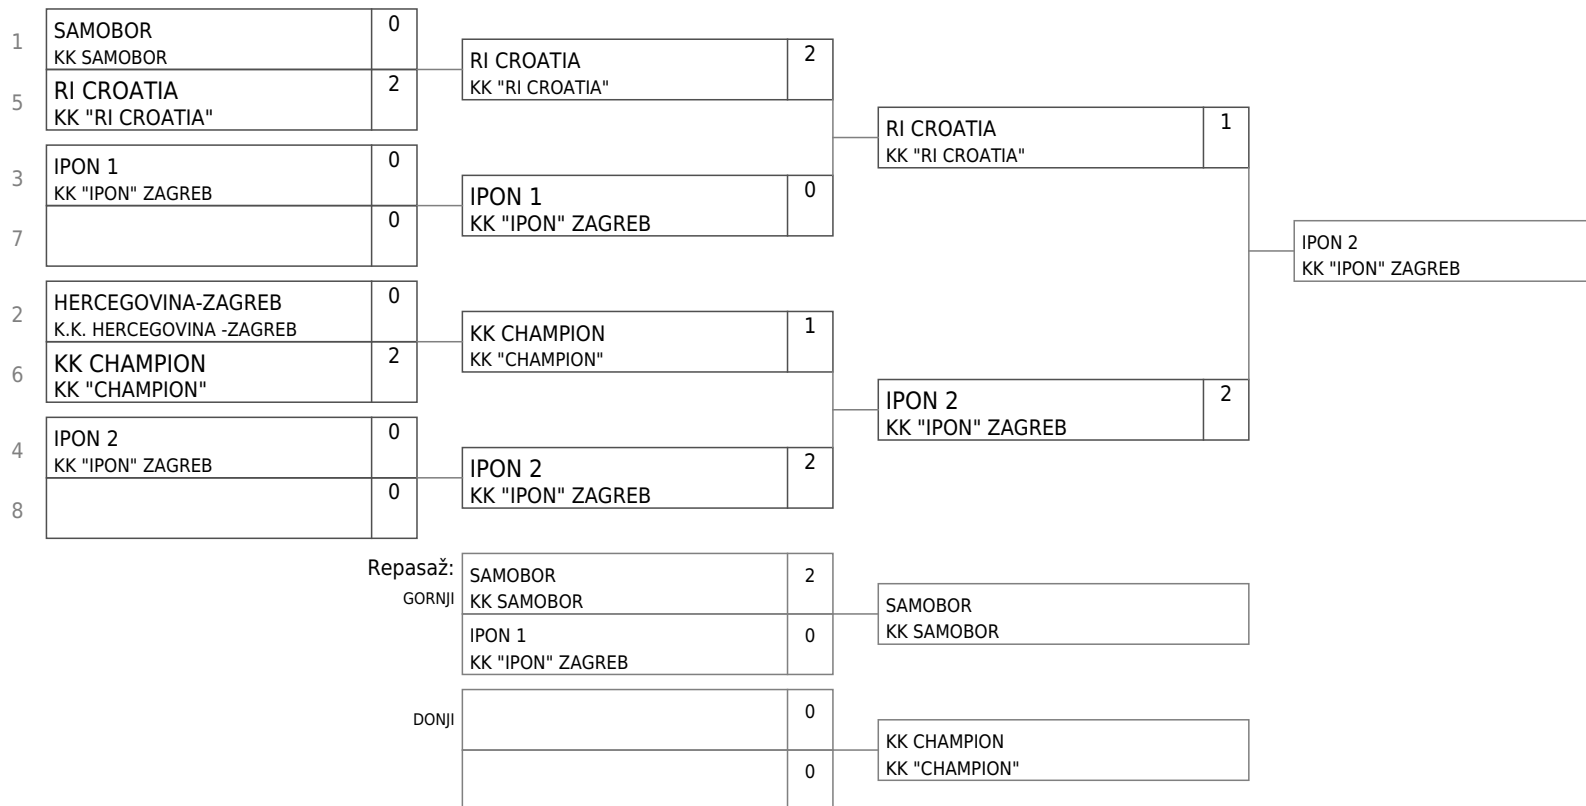 1
SAMOBOR
KK SAMOBOR
0
5
RI CROATIA
KK "RI CROATIA"
2
3
IPON 1
KK "IPON" ZAGREB
0
7
0
2
HERCEGOVINA-ZAGREB
K.K. HERCEGOVINA -ZAGREB
0
6
KK CHAMPION
KK "CHAMPION"
2
4
IPON 2
KK "IPON" ZAGREB
0
8
0
RI CROATIA
KK "RI CROATIA"
2
IPON 1
KK "IPON" ZAGREB
0
KK CHAMPION
KK "CHAMPION"
1
IPON 2
KK "IPON" ZAGREB
2
RI CROATIA
KK "RI CROATIA"
1
IPON 2
KK "IPON" ZAGREB
2
IPON 2
KK "IPON" ZAGREB
Repasaž:
GORNJI
SAMOBOR
KK SAMOBOR
2
IPON 1
KK "IPON" ZAGREB
0
SAMOBOR
KK SAMOBOR
DONJI
0
0
KK CHAMPION
KK "CHAMPION"